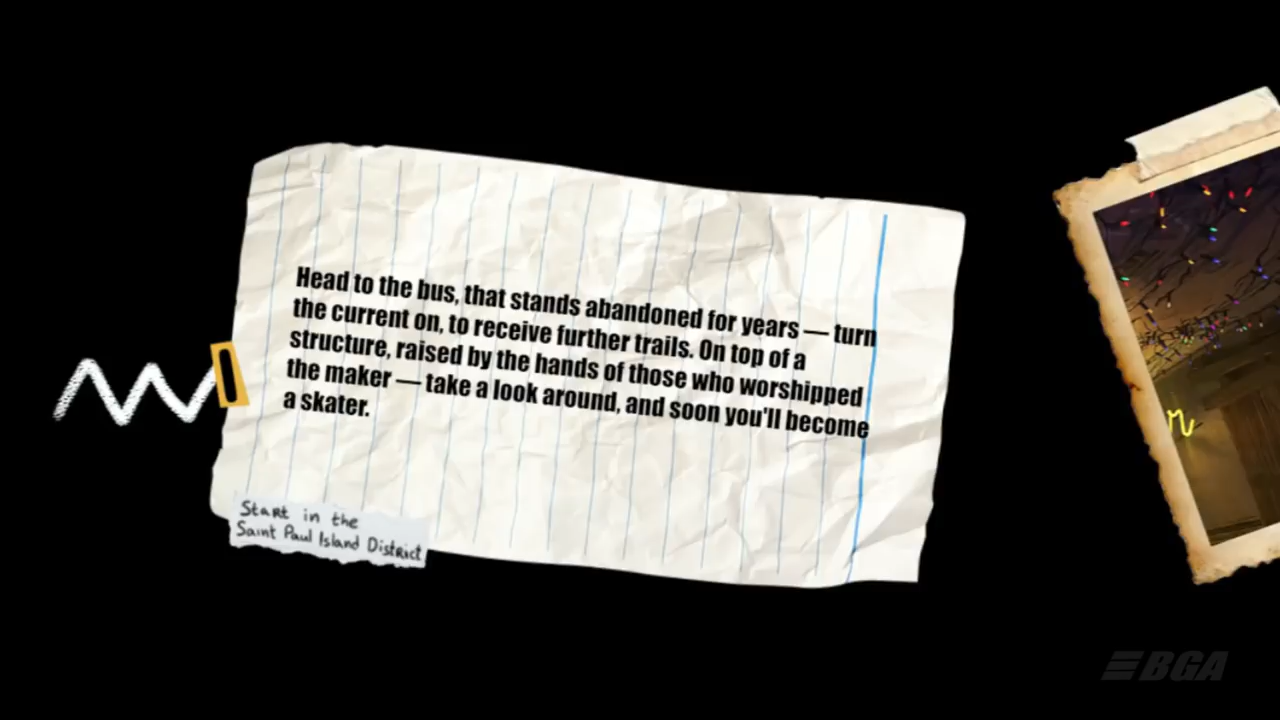 Head to the bus, that stands abandoned for years — turn
the current on, to receive further trails. On top of a
structure, raised by the hands of those who worshipped
the maker — take a look around, and soon you'll become
a skater.
Start in the
Saint Paul Island District
BGA